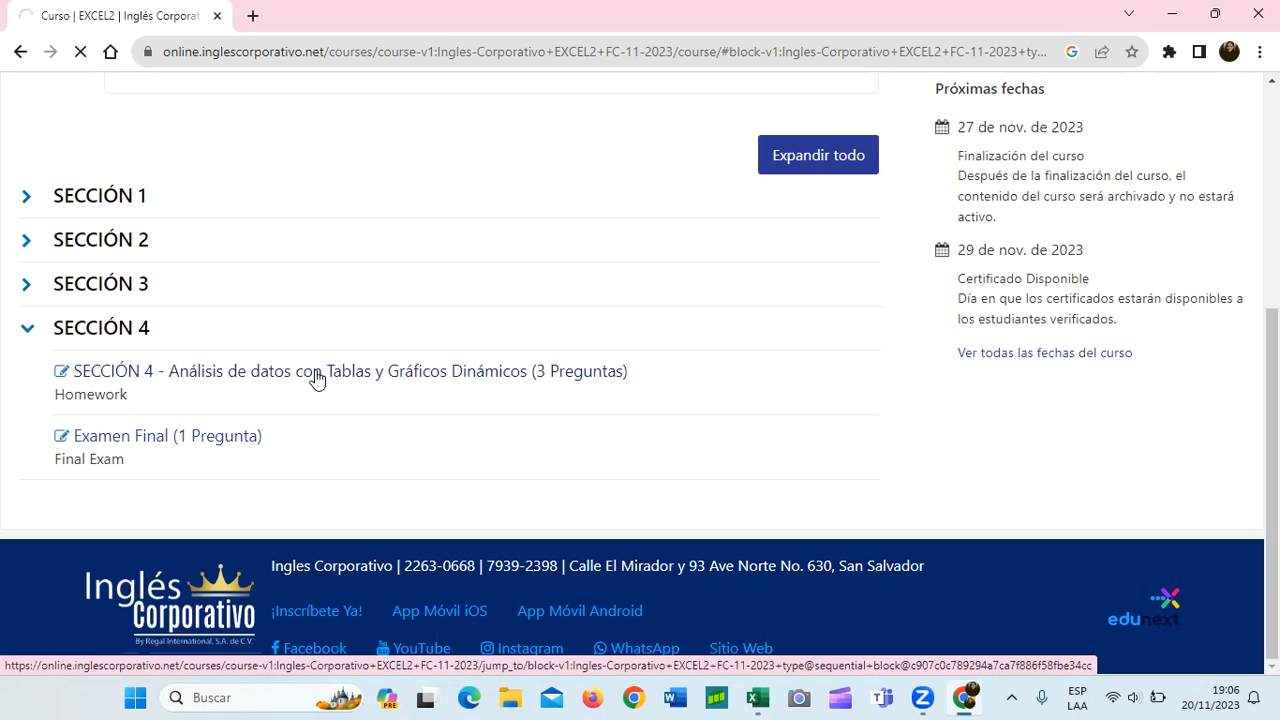 Curso | EXCEL2 | Inglés Corporat
online.inglescorporativo.net/courses/course-v1:Ingles-Corporativo+EXCEL2+FC-11-2023/course/#block-v1:Ingles-Corporativo+EXCEL2+FC-11-2023+ty...
Próximas fechas
27 de nov. de 2023
Finalización del curso
Después de la finalización del curso, el
contenido del curso será archivado y no estará
activo.
29 de nov. de 2023
Certificado Disponible
Día en que los certificados estarán disponibles a
los estudiantes verificados.
Ver todas las fechas del curso
Expandir todo
SECCIÓN 1
SECCIÓN 2
SECCIÓN 3
SECCIÓN 4
SECCIÓN 4 - Análisis de datos con Tablas y Gráficos Dinámicos (3 Preguntas)
Homework
Examen Final (1 Pregunta)
Final Exam
Inglés
Corporativo
By Regal International, S.A. de C.V.
Ingles Corporativo | 2263-0668 | 7939-2398 | Calle El Mirador y 93 Ave Norte No. 630, San Salvador
¡Inscríbete Ya! App Móvil iOS App Móvil Android
Facebook YouTube Instagram WhatsApp Sitio Web
edunext
https://online.inglescorporativo.net/courses/course-v1:Ingles-Corporativo+EXCEL2+FC-11-2023/jump_to/block-v1:Ingles-Corporativo+EXCEL2+FC-11-2023+type@sequential+block@c907c0c789294a7ca7f886f58fbe34cc
Buscar
PRE
ESP
LAA
19:06
20/11/2023